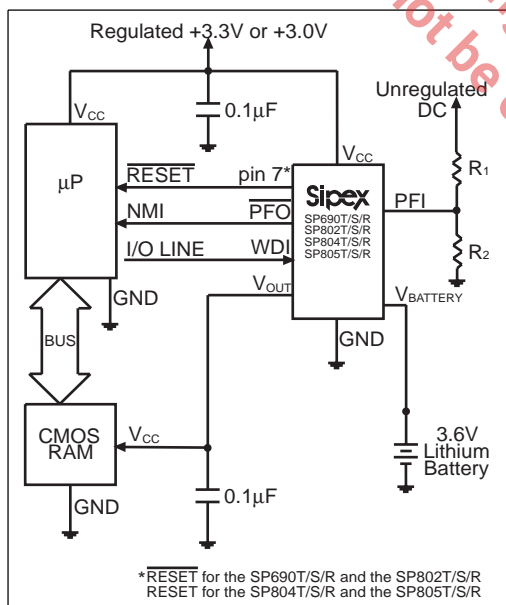 Regulated +3.3V or +3.0V
not be
Unregulated
DC
0.1µF
VCC
VCC
R1
µP
RESET
pin 7*
Sipex
SP690T/S/R
SP802T/S/R
SP804T/S/R
SP805T/S/R
PFI
NMI
PFO
I/O LINE
WDI
R2
VOUT
VBATTERY
GND
GND
BUS
CMOS
RAM
VCC
3.6V
Lithium
Battery
GND
0.1µF
*RESET for the SP690T/S/R and the SP802T/S/R
RESET for the SP804T/S/R and the SP805T/S/R